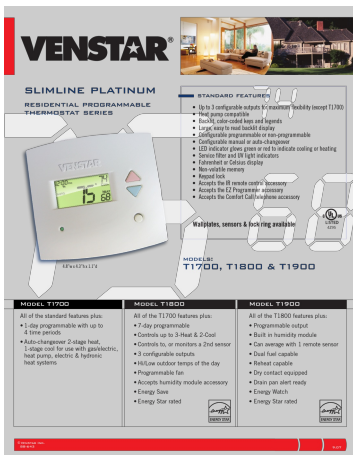 VENSTAR®
SLIMLINE PLATINUM
RESIDENTIAL PROGRAMMABLE
THERMOSTAT SERIES
STANDARD FEATURES
• Up to 3 configurable outputs for maximum flexibility (except T1700)
• Heat pump compatible
• Backlit, color-coded keys and legends
• Large, easy to read backlit display
• Configurable programmable or non-programmable
• Configurable manual or auto-changeover
• LED indicator glows green or red to indicate cooling or heating
• Service filter and UV light indicators
• Fahrenheit or Celsius display
• Non-volatile memory
• Keypad lock
• Accepts the IR remote control accessory
• Accepts the EZ Programmer accessory
• Accepts the Comfort Call telephone accessory
Wallplates, sensors & lock ring available
UL
LISTED
VENSTAR
MODELS:
T1700, T1800 & T1900
MODEL T1700
All of the standard features plus:
• 1-day programmable with up to
4 time periods
• Auto-changeover 2-stage heat,
1-stage cool for use with gas/electric,
heat pump, electric & hydronic
heat systems
MODEL T1800
All of the T1700 features plus:
• 7-day programmable
• Controls up to 3-Heat & 2-Cool
• Controls to, or monitors a 2nd sensor
• 3 configurable outputs
• Hi/Low outdoor temps of the day
• Programmable fan
• Accepts humidity module accessory
• Energy Save
• Energy Star rated
ENERGY STAR
MODEL T1900
All of the T1800 features plus:
• Programmable output
• Built in humidity module
• Can average with 1 remote sensor
• Dual fuel capable
• Reheat capable
• Dry contact equipped
• Drain pan alert ready
• Energy Watch
• Energy Star rated
ENERGY STAR